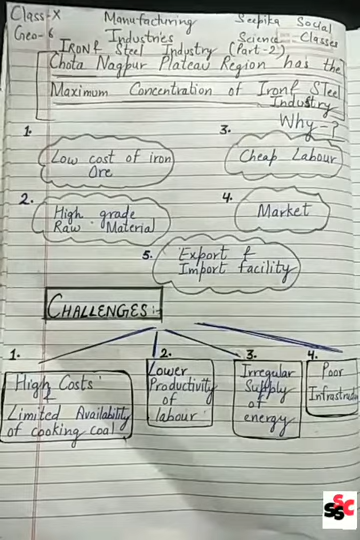 Class-X Manufacturing Seepika Social
Geo-6 Industries Science Classes
Iron & Steel Industry (Part-2)
Chota Nagpur Plateau Region has the
Maximum Concentration of Iron & Steel
Industry
Why-?
1.
Low cost of iron
Ore
3.
Cheap Labour
2.
High grade
Raw Material
4.
Market
5. Export &
Import facility
CHALLENGES:-
1.
High Costs
&
Limited Availability
of cooking coal
2.
Lower
Productivity
of
labour
3.
Irregular
Supply
of
energy
4.
Poor
Infrastructure
SSC